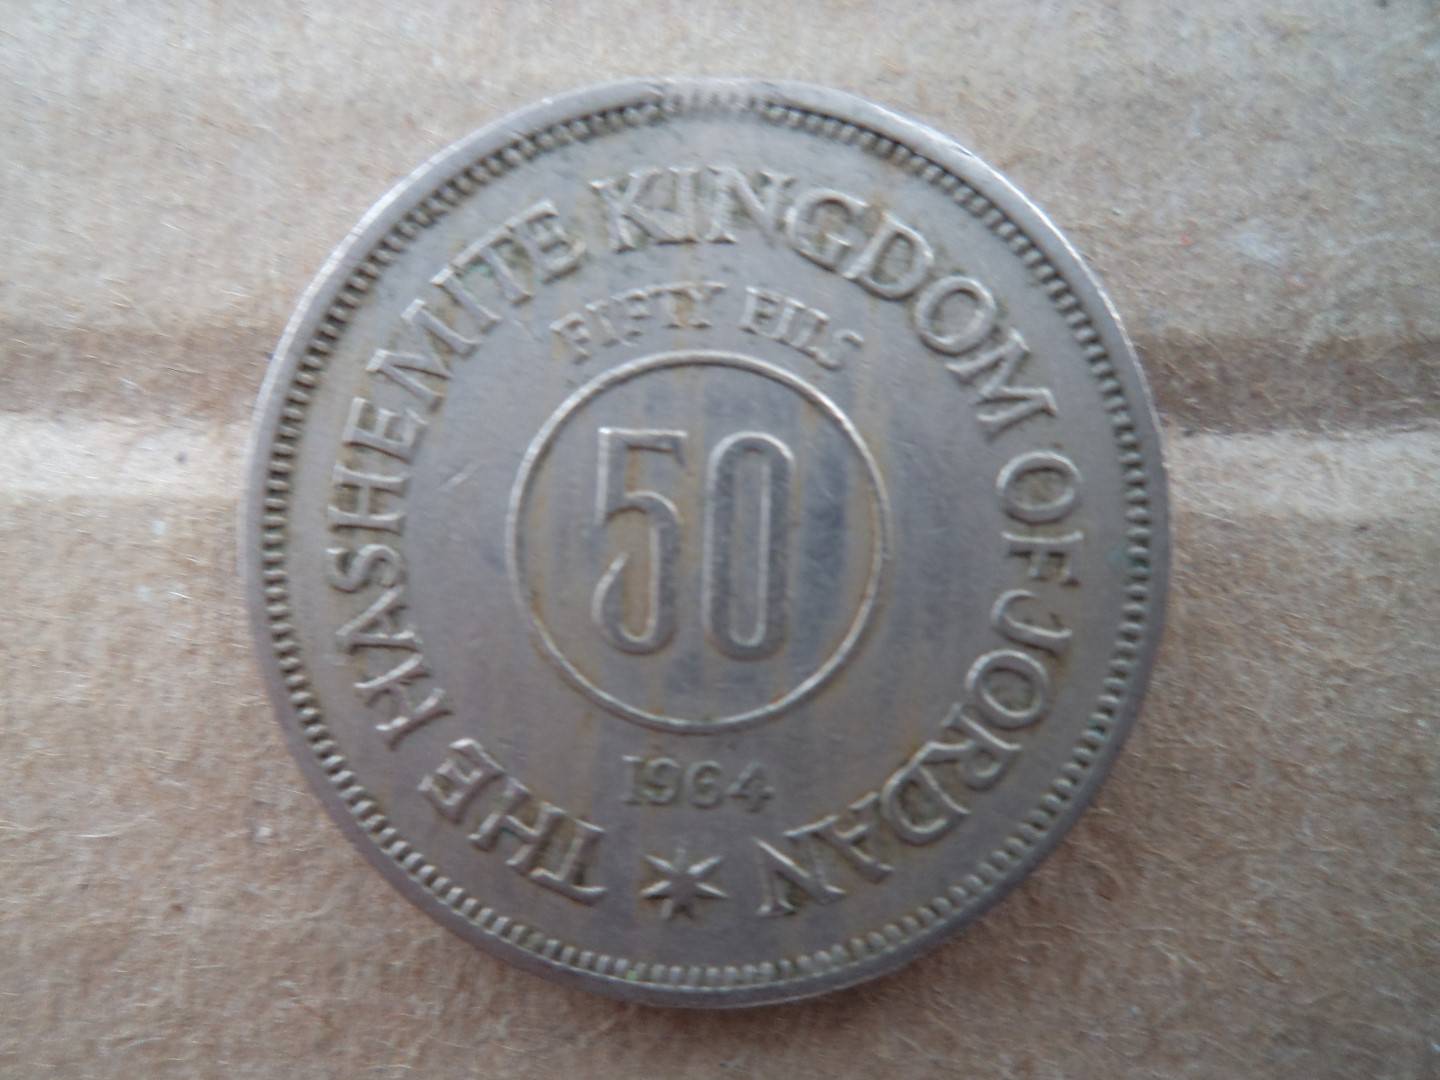 THE HASHEMITE KINGDOM OF JORDAN
FIFTY FILS
50
1964